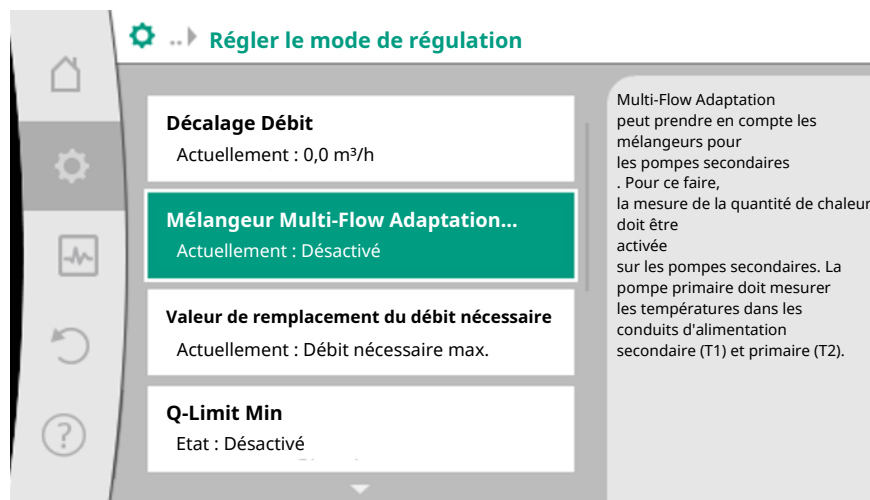 Régler le mode de régulation
Décalage Débit
Actuellement : 0,0 m³/h
Mélangeur Multi-Flow Adaptation...
Actuellement : Désactivé
Valeur de remplacement du débit nécessaire
Actuellement : Débit nécessaire max.
Q-Limit Min
Etat : Désactivé
Multi-Flow Adaptation
peut prendre en compte les
mélangeurs pour
les pompes secondaires
. Pour ce faire,
la mesure de la quantité de chaleur
doit être
activée
sur les pompes secondaires. La
pompe primaire doit mesurer
les températures dans les
conduits d'alimentation
secondaire (T1) et primaire (T2).